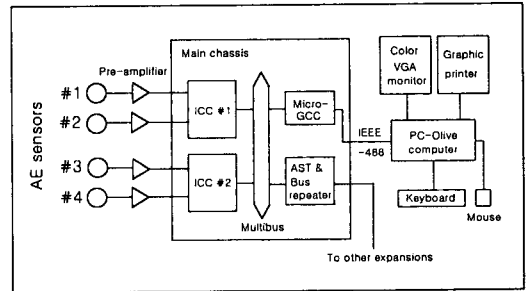 Main chassis
Pre-amplifier
AE sensors
#1
#2
#3
#4
ICC #1
ICC #2
Multibus
Micro-
GCC
AST &
Bus
repeater
IEEE
-488
Color
VGA
monitor
Graphic
printer
PC-Olive
computer
Keyboard
Mouse
To other expansions